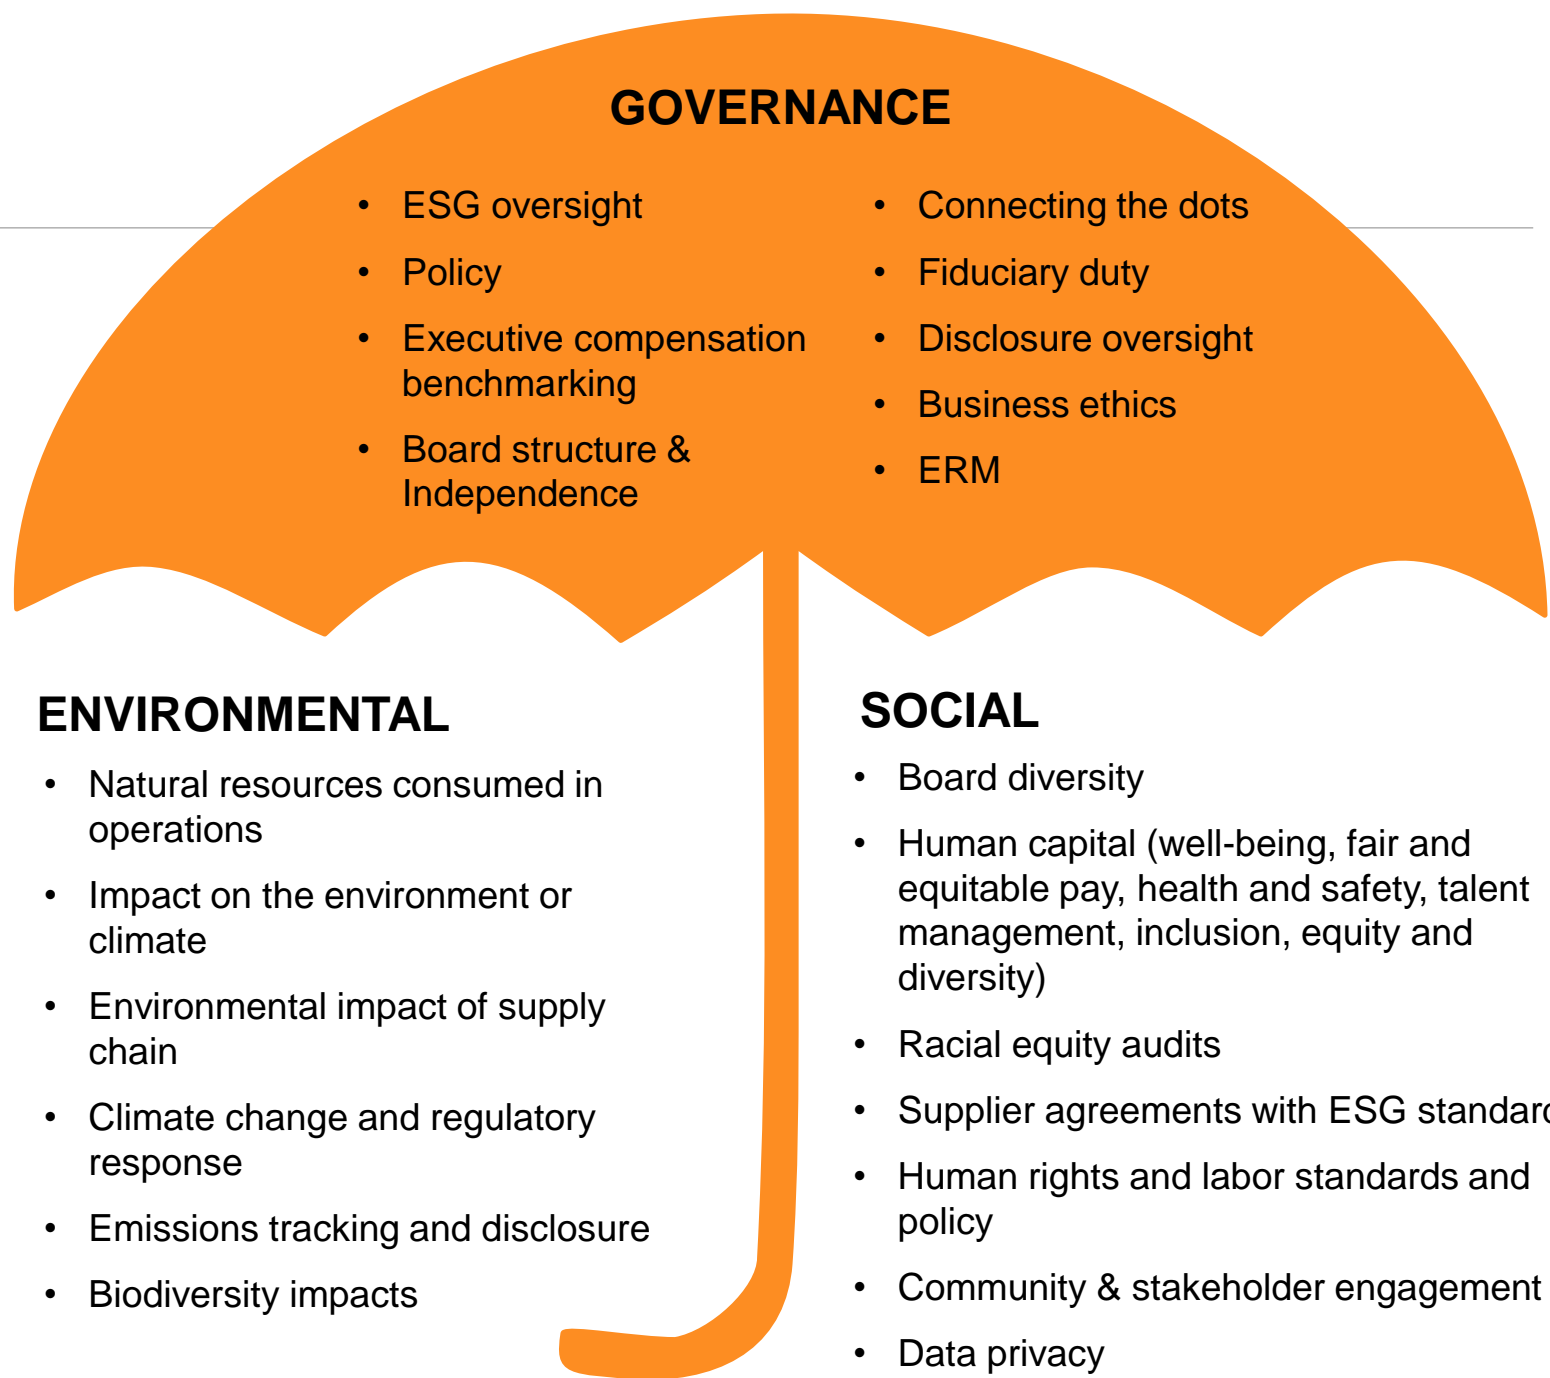 GOVERNANCE
• ESG oversight
• Policy
• Executive compensation
benchmarking
• Board structure &
Independence
• Connecting the dots
• Fiduciary duty
• Disclosure oversight
• Business ethics
• ERM
ENVIRONMENTAL
• Natural resources consumed in
operations
• Impact on the environment or
climate
• Environmental impact of supply
chain
• Climate change and regulatory
response
• Emissions tracking and disclosure
• Biodiversity impacts
SOCIAL
• Board diversity
• Human capital (well-being, fair and
equitable pay, health and safety, talent
management, inclusion, equity and
diversity)
• Racial equity audits
• Supplier agreements with ESG
• Human rights and labor standards and
policy
• Community & stakeholder engagement
• Data privacy